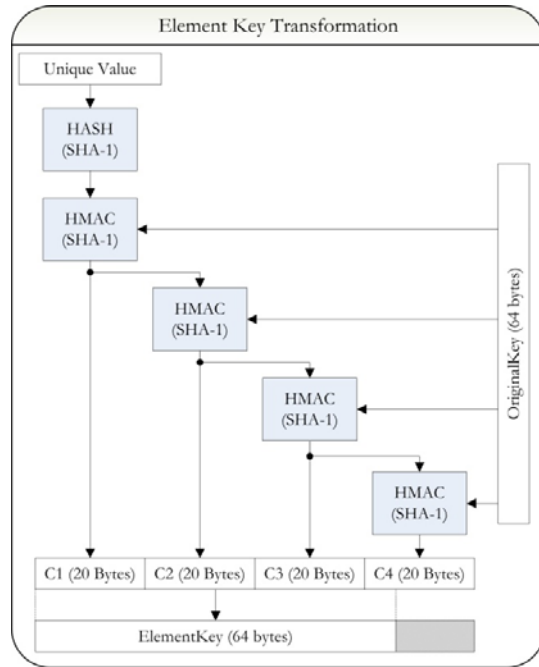 Element Key Transformation
Unique Value
HASH
(SHA-1)
HMAC
(SHA-1)
HMAC
(SHA-1)
HMAC
(SHA-1)
HMAC
(SHA-1)
OriginalKey (64 bytes)
C1 (20 Bytes)
C2 (20 Bytes)
C3 (20 Bytes)
C4 (20 Bytes)
ElementKey (64 bytes)